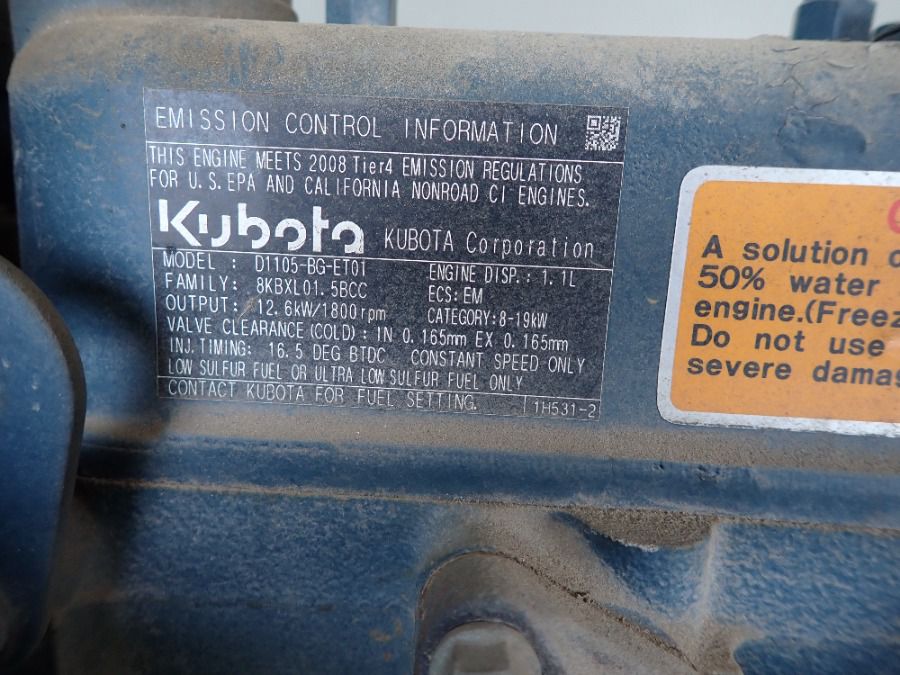 EMISSION CONTROL INFORMATION
THIS ENGINE MEETS 2008 Tier4 EMISSION REGULATIONS
FOR U.S.EPA AND CALIFORNIA NONROAD CI ENGINES.
Kubota KUBOTA Corporation
MODEL : D1105-BG-ET01 ENGINE DISP.: 1.1L
FAMILY: 8KBXL01.5BCC ECS: EM
OUTPUT: 12.6kW/1800rpm CATEGORY:8-19kW
VALVE CLEARANCE(COLD): IN 0.165mm EX 0.165mm
INJ.TIMING: 16.5 DEG BTDC CONSTANT SPEED ONLY
LOW SULFUR FUEL OR ULTRA LOW SULFUR FUEL ONLY
CONTACT KUBOTA FOR FUEL SETTING. 1H531-2
A solution
50% water
engine.(Freez
Do not use
severe damag